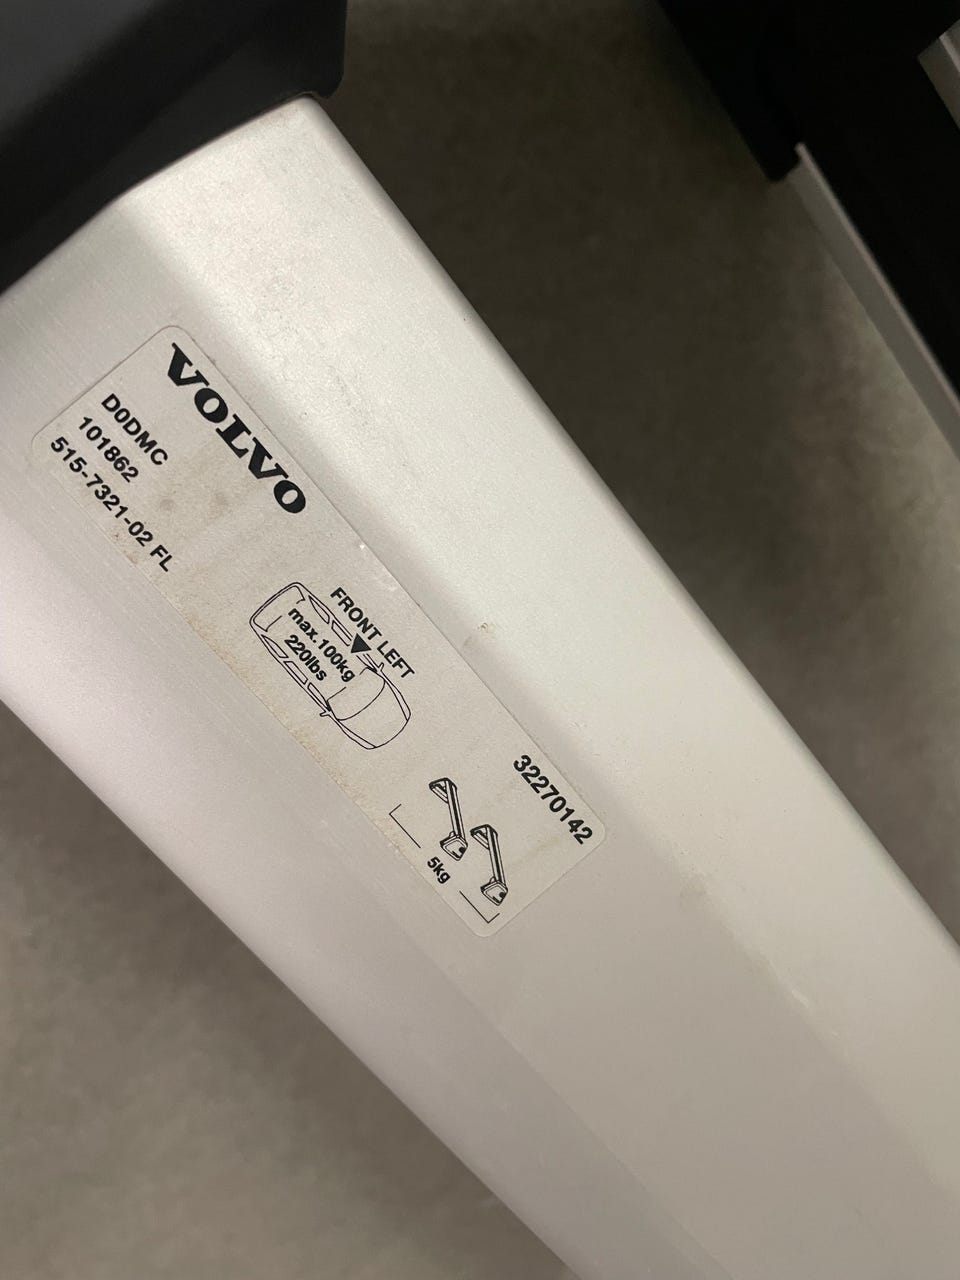 VOLVO
D0DMC
101862
515-7321-02 FL
FRONT LEFT
max. 100kg
220lbs
32270142
5kg